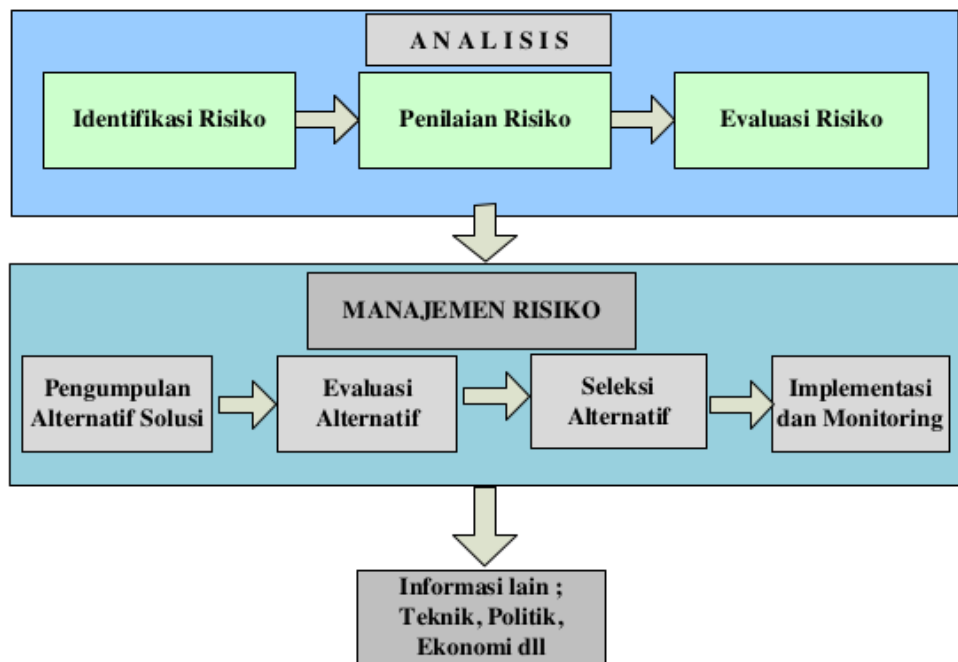 A N A L I S I S
Identifikasi Risiko
Penilaian Risiko
Evaluasi Risiko
MANAJEMEN RISIKO
Pengumpulan
Alternatif Solusi
Evaluasi
Alternatif
Seleksi
Alternatif
Implementasi
dan Monitoring
Informasi lain ;
Teknik, Politik,
Ekonomi dll